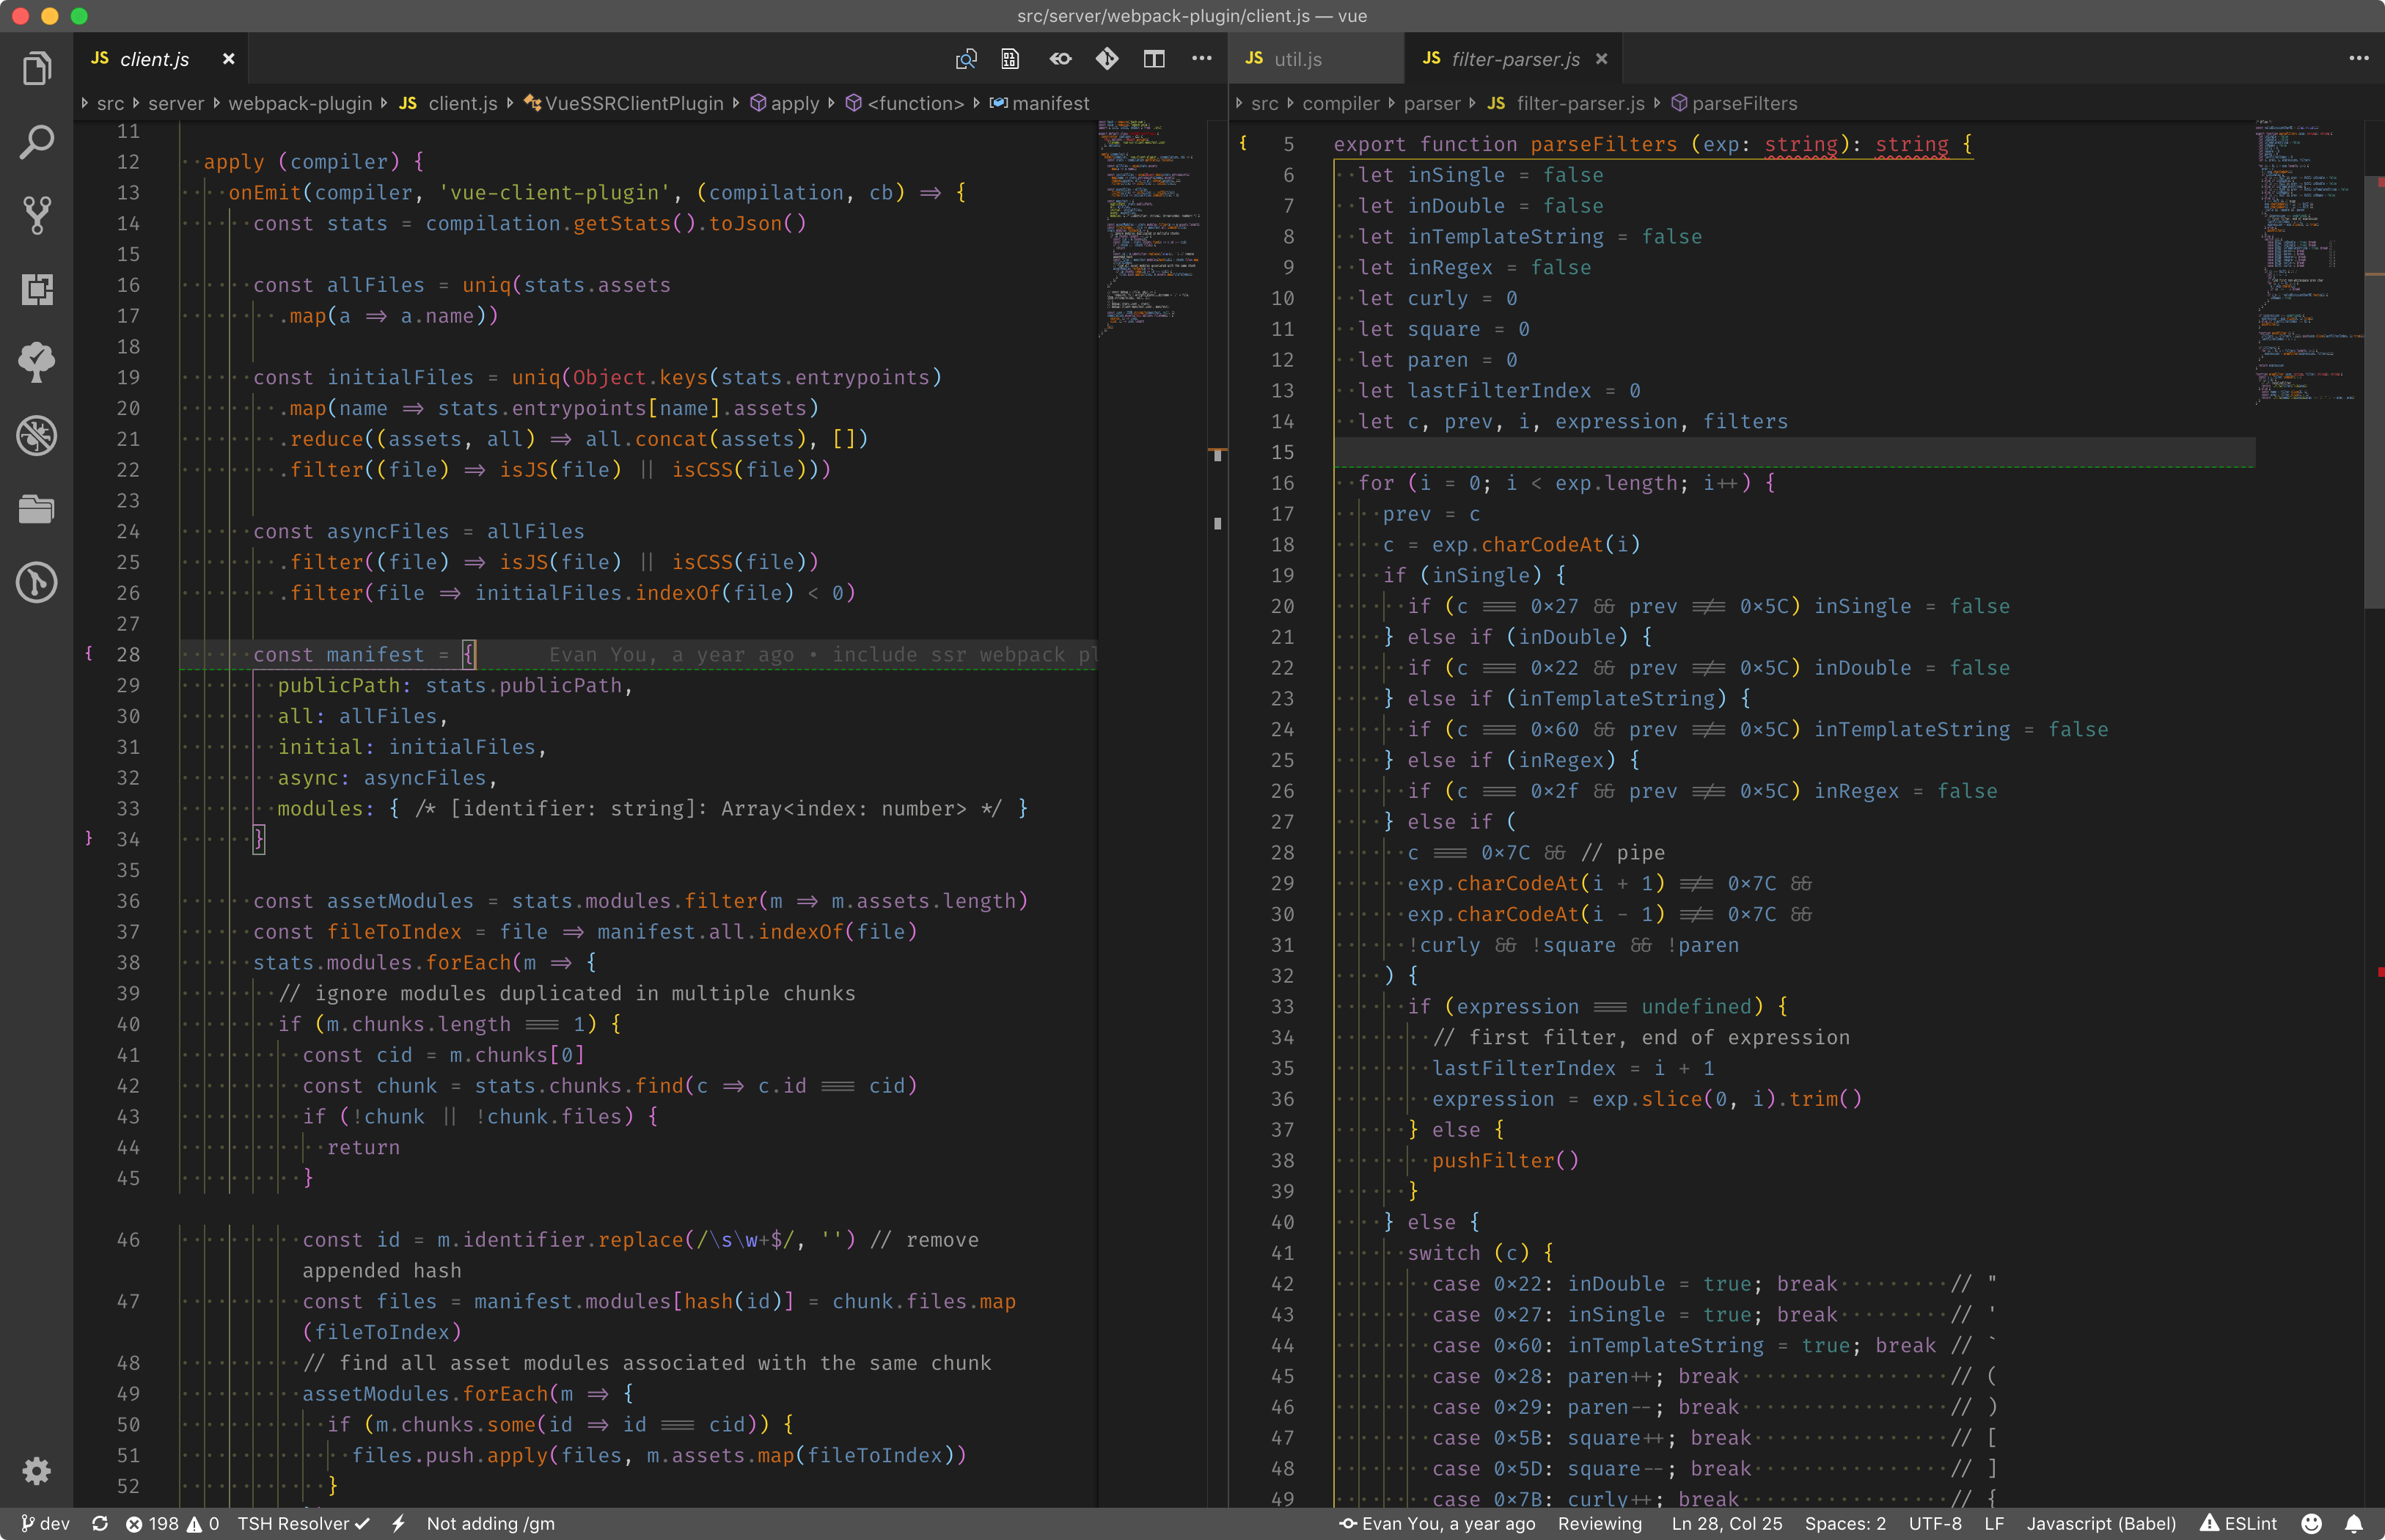 src/server/webpack-plugin/client.js — vue
JS client.js ×
src server webpack-plugin JS client.js VueSSRClientPlugin apply <function> manifest
11
12 apply (compiler) {
13 onEmit(compiler, 'vue-client-plugin', (compilation, cb) => {
14 const stats = compilation.getStats().toJson()
15
16 const allFiles = uniq(stats.assets
17 .map(a => a.name))
18
19 const initialFiles = uniq(Object.keys(stats.entrypoints)
20 .map(name => stats.entrypoints[name].assets)
21 .reduce((assets, all) => all.concat(assets), [])
22 .filter((file) => isJS(file) || isCSS(file)))
23
24 const asyncFiles = allFiles
25 .filter((file) => isJS(file) || isCSS(file))
26 .filter(file => initialFiles.indexOf(file) < 0)
27
{ 28 const manifest = { Evan You, a year ago • include ssr webpack pl
29 publicPath: stats.publicPath,
30 all: allFiles,
31 initial: initialFiles,
32 async: asyncFiles,
33 modules: { /* [identifier: string]: Array<index: number> */ }
} 34 }
35
36 const assetModules = stats.modules.filter(m => m.assets.length)
37 const fileToIndex = file => manifest.all.indexOf(file)
38 stats.modules.forEach(m => {
39 // ignore modules duplicated in multiple chunks
40 if (m.chunks.length === 1) {
41 const cid = m.chunks[0]
42 const chunk = stats.chunks.find(c => c.id === cid)
43 if (!chunk || !chunk.files) {
44 return
45 }
46 const id = m.identifier.replace(/\s\w+$/, '') // remove
appended hash
47 const files = manifest.modules[hash(id)] = chunk.files.map
(fileToIndex)
48 // find all asset modules associated with the same chunk
49 assetModules.forEach(m => {
50 if (m.chunks.some(id => id === cid)) {
51 files.push.apply(files, m.assets.map(fileToIndex))
52 }
JS util.js JS filter-parser.js ×
src compiler parser JS filter-parser.js parseFilters
{ 5 export function parseFilters (exp: string): string {
6 let inSingle = false
7 let inDouble = false
8 let inTemplateString = false
9 let inRegex = false
10 let curly = 0
11 let square = 0
12 let paren = 0
13 let lastFilterIndex = 0
14 let c, prev, i, expression, filters
15
16 for (i = 0; i < exp.length; i++) {
17 prev = c
18 c = exp.charCodeAt(i)
19 if (inSingle) {
20 if (c === 0x27 && prev !== 0x5C) inSingle = false
21 } else if (inDouble) {
22 if (c === 0x22 && prev !== 0x5C) inDouble = false
23 } else if (inTemplateString) {
24 if (c === 0x60 && prev !== 0x5C) inTemplateString = false
25 } else if (inRegex) {
26 if (c === 0x2f && prev !== 0x5C) inRegex = false
27 } else if (
28 c === 0x7C && // pipe
29 exp.charCodeAt(i + 1) !== 0x7C &&
30 exp.charCodeAt(i - 1) !== 0x7C &&
31 !curly && !square && !paren
32 ) {
33 if (expression === undefined) {
34 // first filter, end of expression
35 lastFilterIndex = i + 1
36 expression = exp.slice(0, i).trim()
37 } else {
38 pushFilter()
39 }
40 } else {
41 switch (c) {
42 case 0x22: inDouble = true; break // "
43 case 0x27: inSingle = true; break // '
44 case 0x60: inTemplateString = true; break // `
45 case 0x28: paren++; break // (
46 case 0x29: paren--; break // )
47 case 0x5B: square++; break // [
48 case 0x5D: square--; break // ]
49 case 0x7B: curly++; break // {
dev 198 0 TSH Resolver Not adding /gm Evan You, a year ago Reviewing Ln 28, Col 25 Spaces: 2 UTF-8 LF Javascript (Babel) ESLint